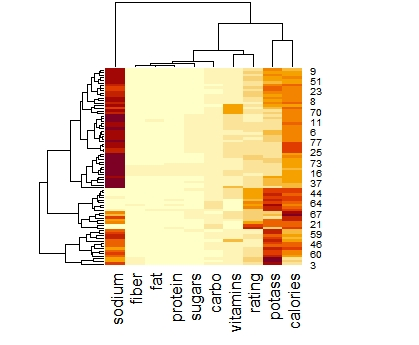 9
51
23
8
70
11
6
77
25
73
16
37
44
64
67
21
59
46
60
3
sodium
fiber
fat
protein
sugars
carbo
vitamins
rating
potass
calories